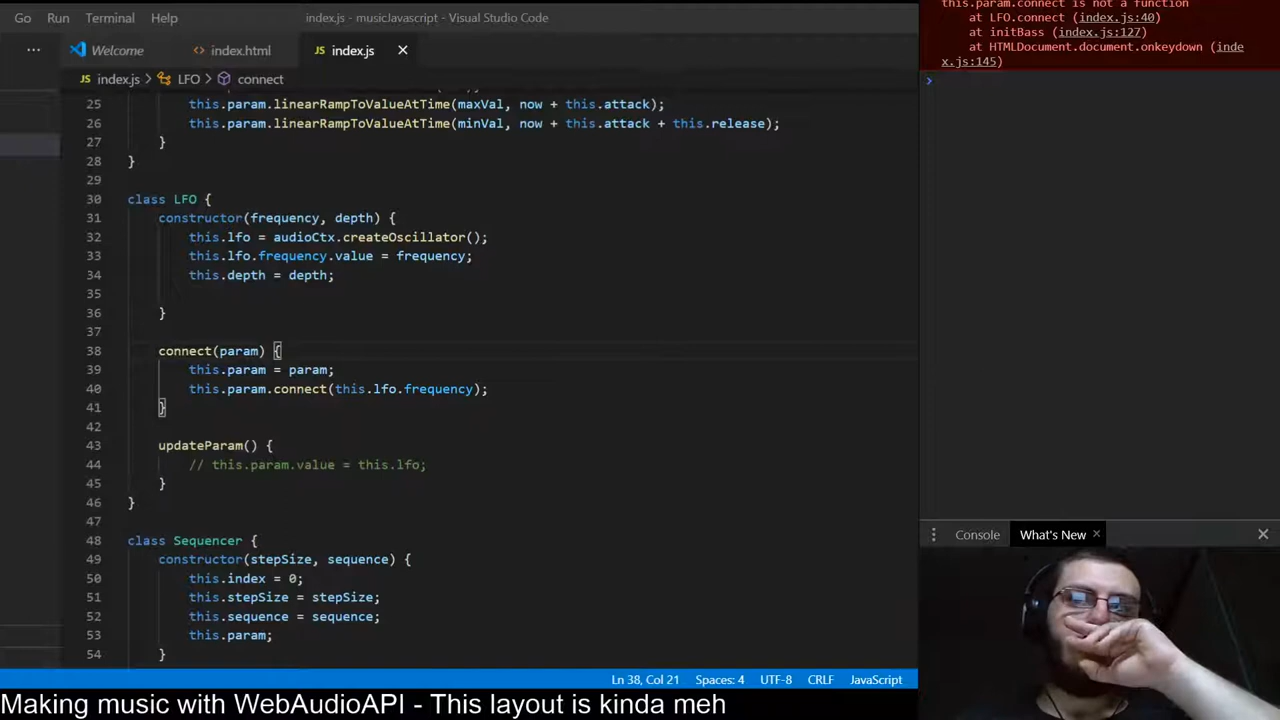 Go Run Terminal Help index.js - musicJavascript - Visual Studio Code
... Welcome index.html JS index.js ×
JS index.js > LFO > connect
25 this.param.linearRampToValueAtTime(maxVal, now + this.attack);
26 this.param.linearRampToValueAtTime(minVal, now + this.attack + this.release);
27 }
28 }
29
30 class LFO {
31 constructor(frequency, depth) {
32 this.lfo = audioCtx.createOscillator();
33 this.lfo.frequency.value = frequency;
34 this.depth = depth;
35
36 }
37
38 connect(param) {
39 this.param = param;
40 this.param.connect(this.lfo.frequency);
41 }
42
43 updateParam() {
44 // this.param.value = this.lfo;
45 }
46 }
47
48 class Sequencer {
49 constructor(stepSize, sequence) {
50 this.index = 0;
51 this.stepSize = stepSize;
52 this.sequence = sequence;
53 this.param;
54 }
Ln 38, Col 21 Spaces: 4 UTF-8 CRLF JavaScript
this.param.connect is not a function
at LFO.connect (index.js:40)
at initBass (index.js:127)
at HTMLDocument.document.onkeydown (inde
x.js:145)
>
Console What's New × ×
Making music with WebAudioAPI - This layout is kinda meh